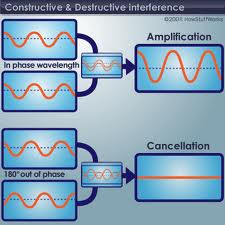 Constructive & Destructive interference
©2001 HowStuffWorks
Amplification
In phase wavelength
Cancellation
180° out of phase